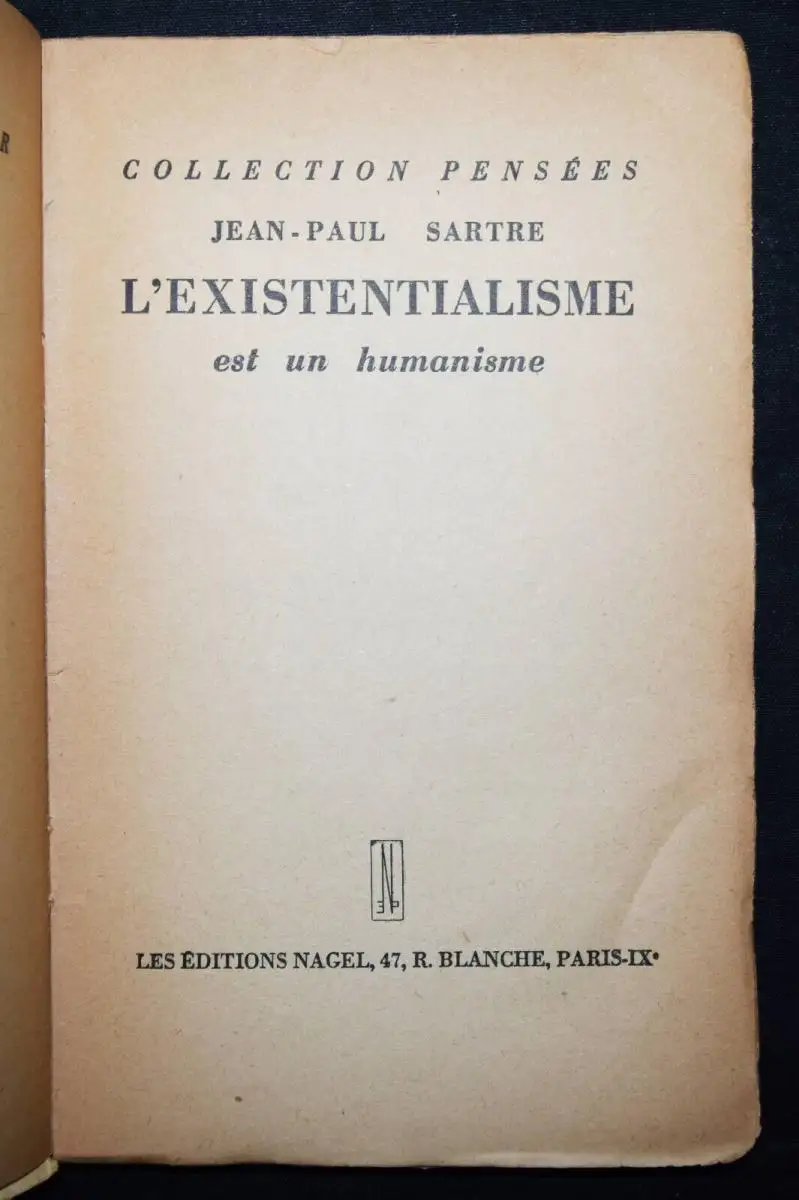 R
COLLECTION PENSÉES
JEAN-PAUL SARTRE
L'EXISTENTIALISME
est un humanisme
N
E P
LES ÉDITIONS NAGEL, 47, R. BLANCHE, PARIS-IXe